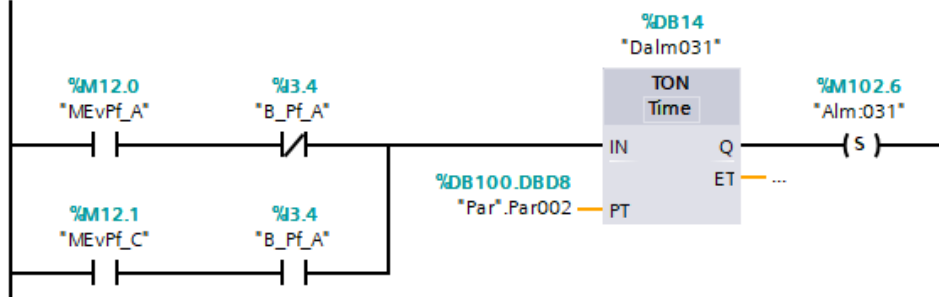 %DB14
"Dalm031"
%M12.0
"MEvPf_A"
%I3.4
"B_Pf_A"
TON
Time
%M102.6
"Alm:031"
IN
Q
S
ET
...
%DB100.DBD8
"Par".Par002
PT
%M12.1
"MEvPf_C"
%I3.4
"B_Pf_A"